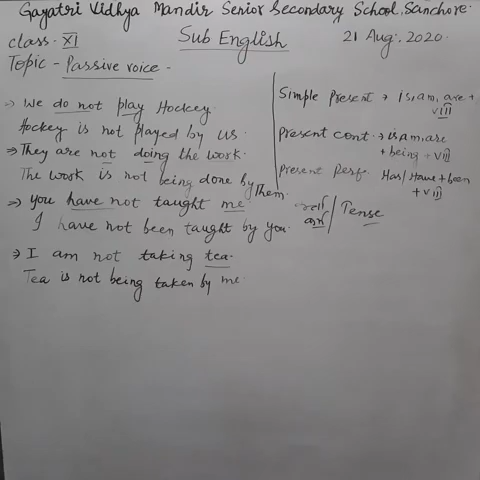 Gayatri Vidhya Mandir Senior Secondary School, Sanchore.
class. XI Sub English 21 Aug. 2020.
Topic - Passive voice -
→ We do not play Hockey.
Hockey is not played by us.
⇒ They are not doing the work.
The work is not being done by them.
⇒ you have not taught me
I have not been taught by you.
⇒ I am not taking tea.
Tea is not being taken by me.
Simple Present → is, am, are +
VIII
Present cont. → is am, are
+ being + VIII
Present Perf. Has/Have + been
+ VIII
/ Tense